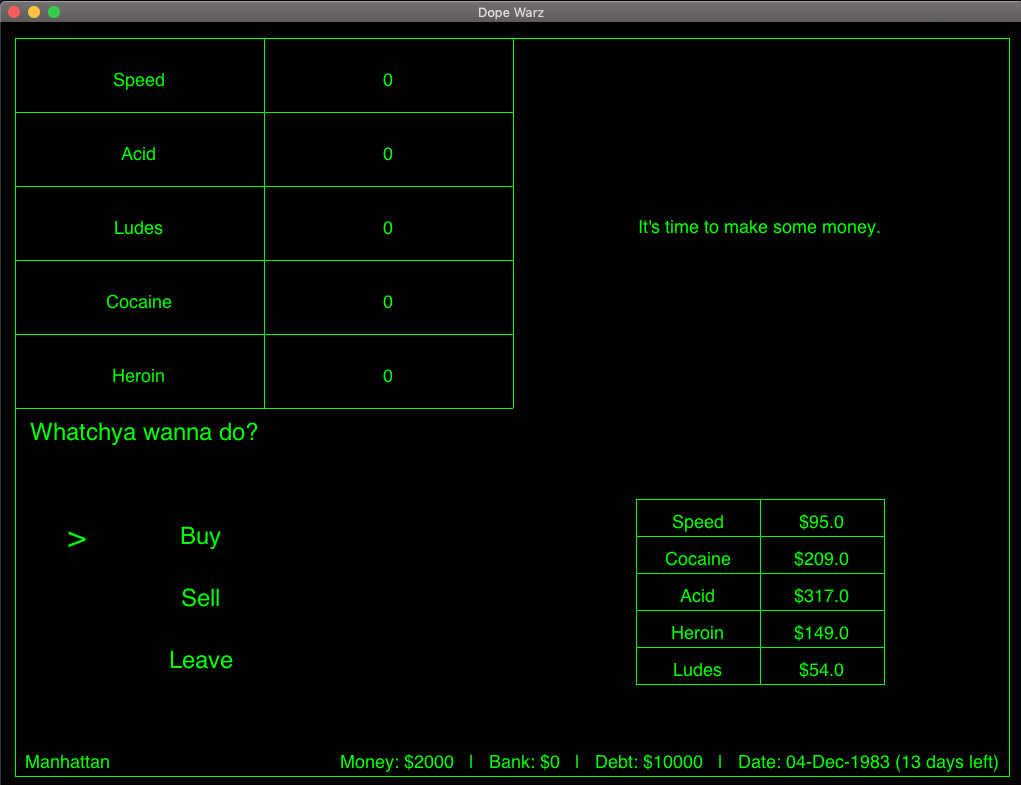 Dope Warz
Speed 0
Acid 0
Ludes 0
Cocaine 0
Heroin 0
It's time to make some money.
Whatchya wanna do?
> Buy
Sell
Leave
Speed $95.0
Cocaine $209.0
Acid $317.0
Heroin $149.0
Ludes $54.0
Manhattan Money: $2000 | Bank: $0 | Debt: $10000 | Date: 04-Dec-1983 (13 days left)